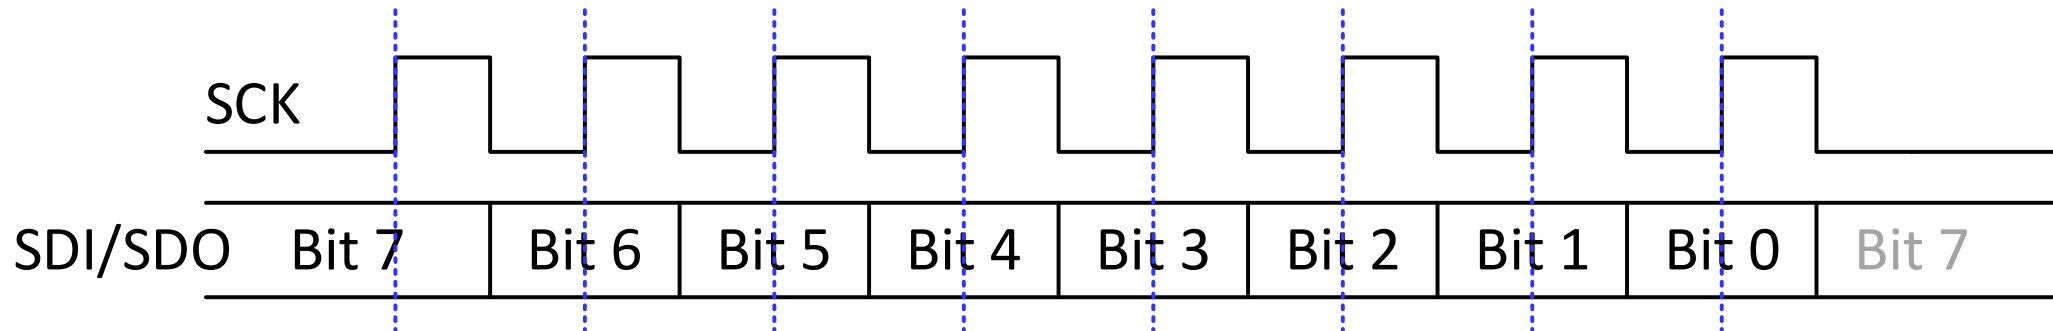 SCK
SDI/SDO Bit 7 Bit 6 Bit 5 Bit 4 Bit 3 Bit 2 Bit 1 Bit 0 Bit 7